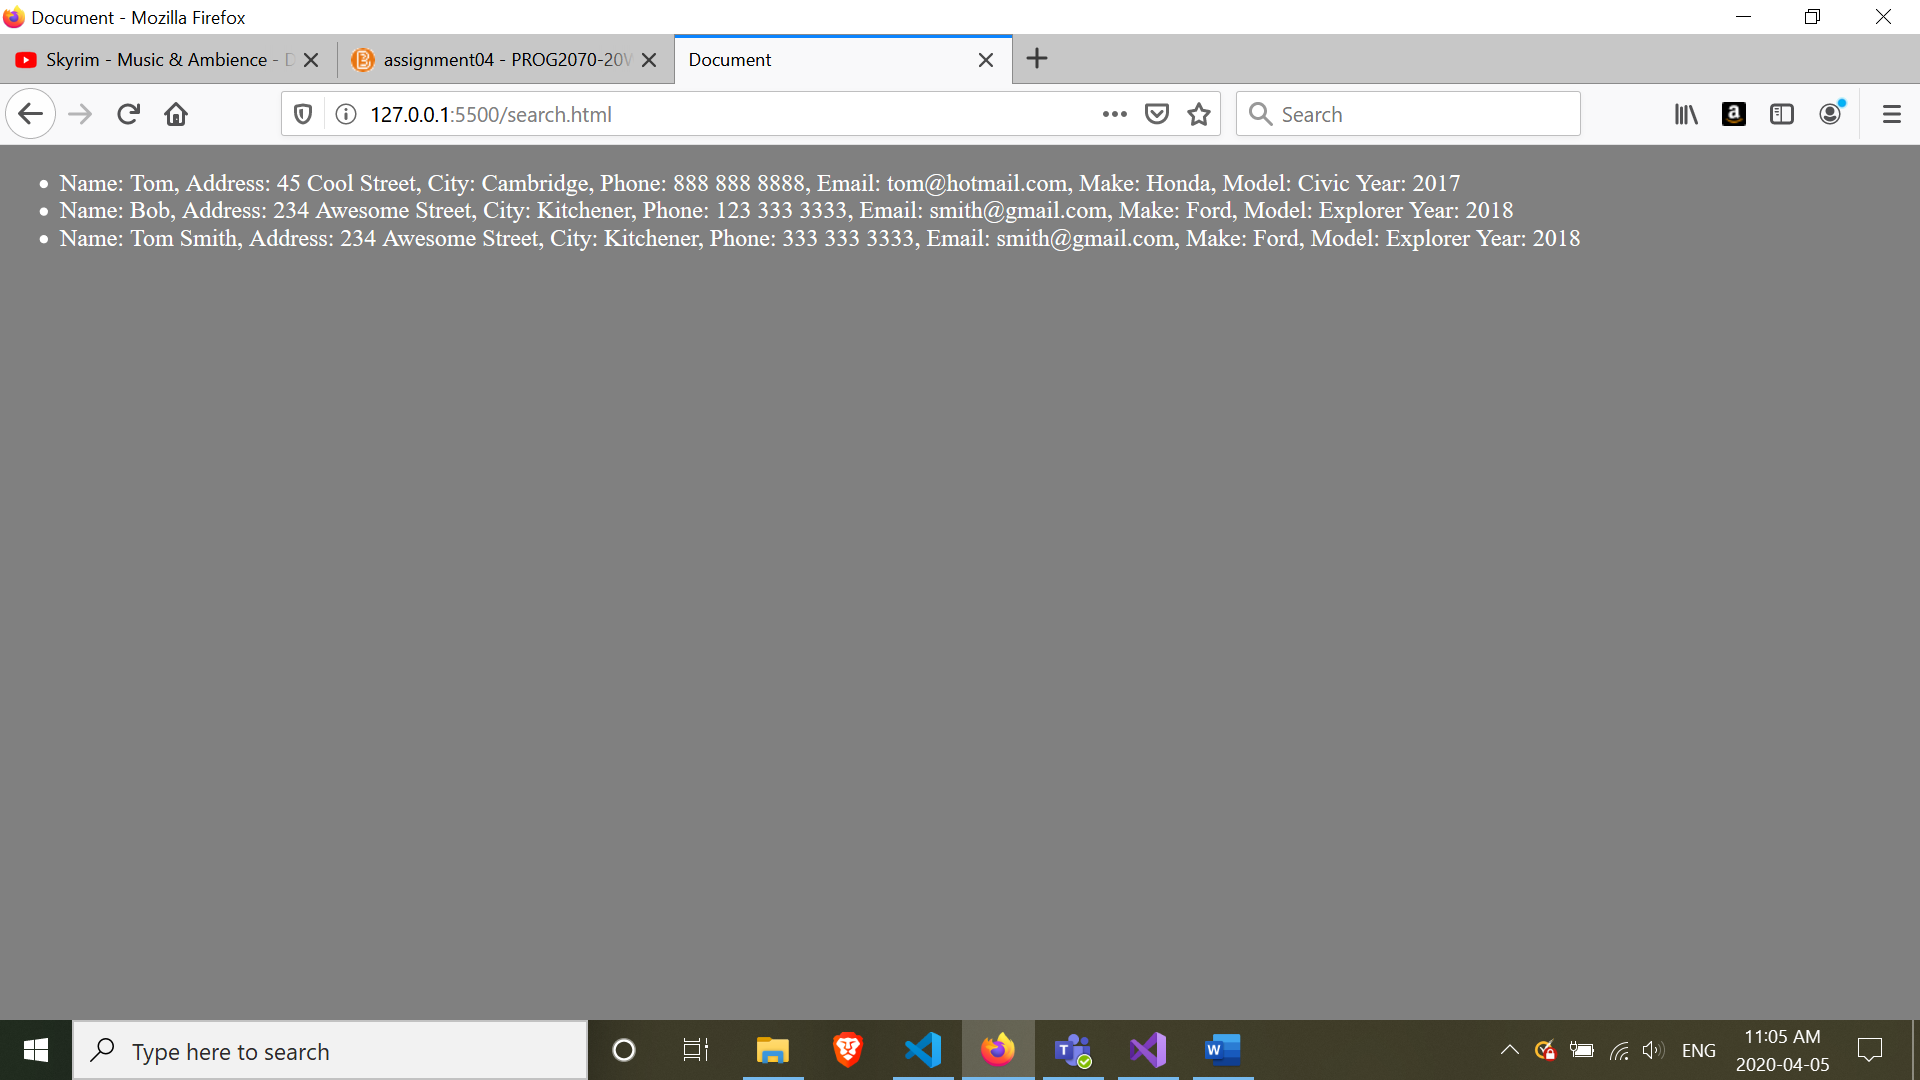 Document - Mozilla Firefox
Skyrim - Music & Ambience - D
assignment04 - PROG2070-20W
Document
127.0.0.1:5500/search.html
Search
Name: Tom, Address: 45 Cool Street, City: Cambridge, Phone: 888 888 8888, Email: tom@hotmail.com, Make: Honda, Model: Civic Year: 2017
Name: Bob, Address: 234 Awesome Street, City: Kitchener, Phone: 123 333 3333, Email: smith@gmail.com, Make: Ford, Model: Explorer Year: 2018
Name: Tom Smith, Address: 234 Awesome Street, City: Kitchener, Phone: 333 333 3333, Email: smith@gmail.com, Make: Ford, Model: Explorer Year: 2018
Type here to search
ENG
11:05 AM
2020-04-05